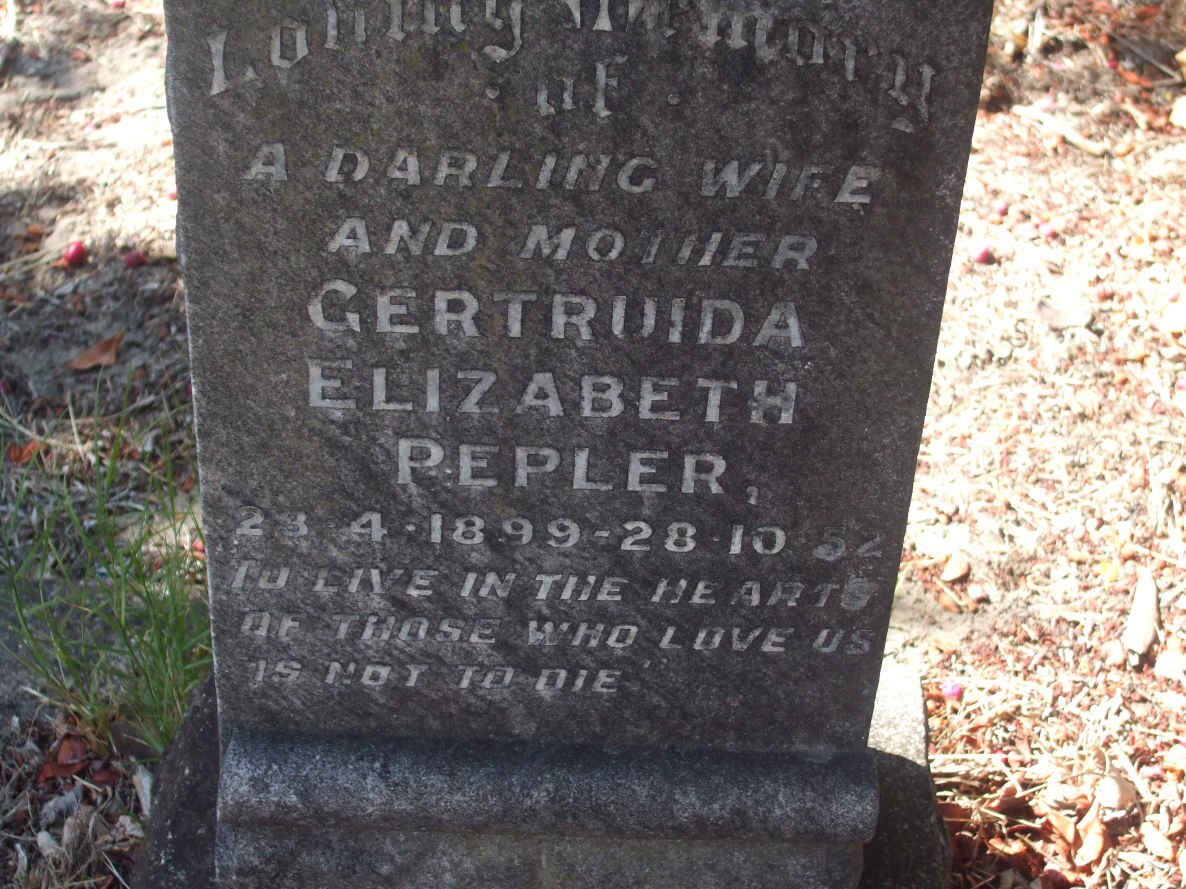 Loving Memory
of
A DARLING WIFE
AND MOTHER
GERTRUIDA
ELIZABETH
PEPLER,
23·4·1899-28·10·52
TO LIVE IN THE HEARTS
OF THOSE WHO LOVE US
IS NOT TO DIE